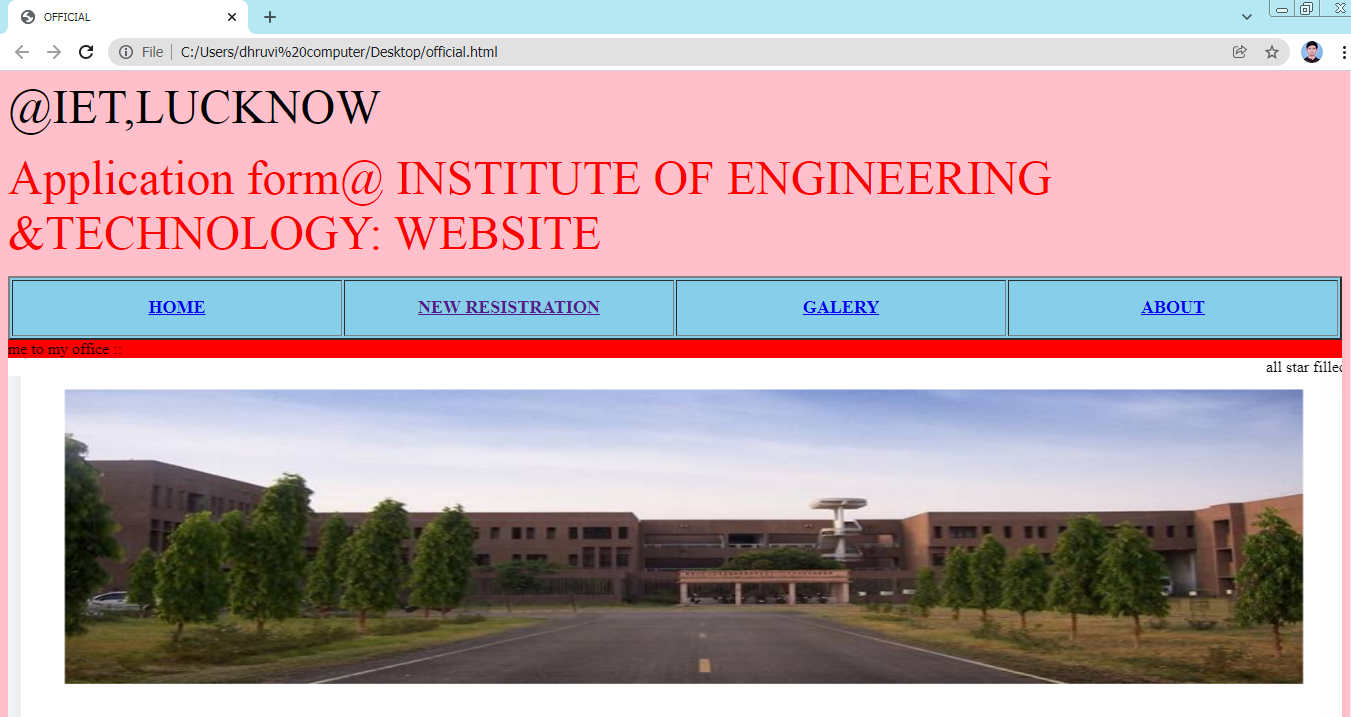 OFFICIAL
File C:/Users/dhruvi%20computer/Desktop/official.html
@IET,LUCKNOW
Application form@ INSTITUTE OF ENGINEERING
&TECHNOLOGY: WEBSITE
HOME NEW RESISTRATION GALERY ABOUT
me to my office ::
all star filled